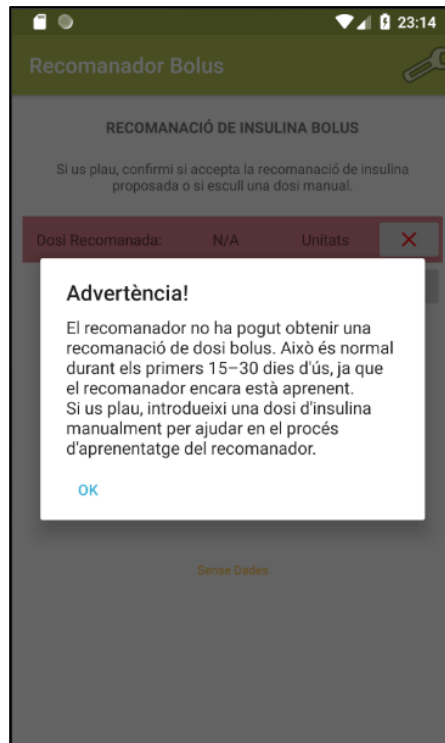 23:14
Recomanador Bolus
RECOMANACIÓ DE INSULINA BOLUS
Si us plau, confirmi si accepta la recomanació de insulina
proposada o si escull una dosi manual.
Dosi Recomanada: N/A Unitats
Advertència!
El recomanador no ha pogut obtenir una
recomanació de dosi bolus. Això és normal
durant els primers 15–30 dies d'ús, ja que
el recomanador encara està aprenent.
Si us plau, introdueixi una dosi d'insulina
manualment per ajudar en el procés
d'aprenentatge del recomanador.
OK
Sense Dades